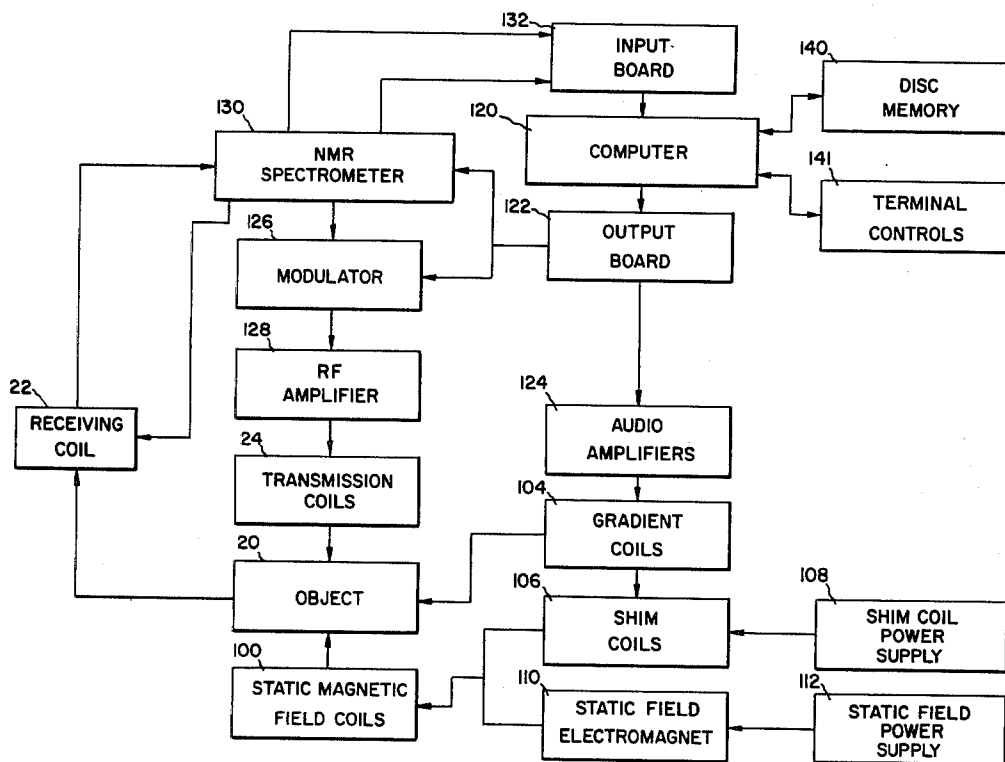 132
INPUT-
BOARD
140
DISC
MEMORY
130
NMR
SPECTROMETER
120
COMPUTER
141
TERMINAL
CONTROLS
126
MODULATOR
122
OUTPUT
BOARD
128
RF
AMPLIFIER
22
RECEIVING
COIL
124
AUDIO
AMPLIFIERS
24
TRANSMISSION
COILS
104
GRADIENT
COILS
20
OBJECT
106
SHIM
COILS
108
SHIM COIL
POWER
SUPPLY
100
STATIC MAGNETIC
FIELD COILS
110
STATIC FIELD
ELECTROMAGNET
112
STATIC FIELD
POWER
SUPPLY